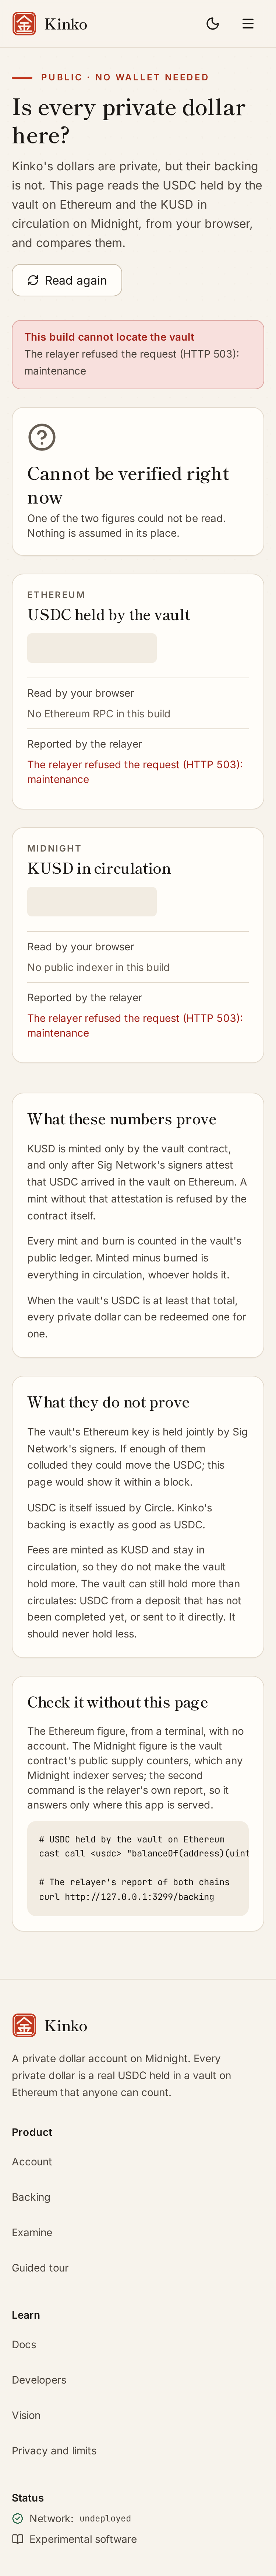 金 Kinko
PUBLIC · NO WALLET NEEDED
Is every private dollar
here?
Kinko's dollars are private, but their backing
is not. This page reads the USDC held by the
vault on Ethereum and the KUSD in
circulation on Midnight, from your browser,
and compares them.
Read again
This build cannot locate the vault
The relayer refused the request (HTTP 503):
maintenance
Cannot be verified right
now
One of the two figures could not be read.
Nothing is assumed in its place.
ETHEREUM
USDC held by the vault
Read by your browser
No Ethereum RPC in this build
Reported by the relayer
The relayer refused the request (HTTP 503):
maintenance
MIDNIGHT
KUSD in circulation
Read by your browser
No public indexer in this build
Reported by the relayer
The relayer refused the request (HTTP 503):
maintenance
What these numbers prove
KUSD is minted only by the vault contract,
and only after Sig Network's signers attest
that USDC arrived in the vault on Ethereum. A
mint without that attestation is refused by the
contract itself.
Every mint and burn is counted in the vault's
public ledger. Minted minus burned is
everything in circulation, whoever holds it.
When the vault's USDC is at least that total,
every private dollar can be redeemed one for
one.
What they do not prove
The vault's Ethereum key is held jointly by Sig
Network's signers. If enough of them
colluded they could move the USDC; this
page would show it within a block.
USDC is itself issued by Circle. Kinko's
backing is exactly as good as USDC.
Fees are minted as KUSD and stay in
circulation, so they do not make the vault
hold more. The vault can still hold more than
circulates: USDC from a deposit that has not
been completed yet, or sent to it directly. It
should never hold less.
Check it without this page
The Ethereum figure, from a terminal, with no
account. The Midnight figure is the vault
contract's public supply counters, which any
Midnight indexer serves; the second
command is the relayer's own report, so it
answers only where this app is served.
# USDC held by the vault on Ethereum
cast call <usdc> "balanceOf(address)(uint
# The relayer's report of both chains
curl http://127.0.0.1:3299/backing
金 Kinko
A private dollar account on Midnight. Every
private dollar is a real USDC held in a vault on
Ethereum that anyone can count.
Product
Account
Backing
Examine
Guided tour
Learn
Docs
Developers
Vision
Privacy and limits
Status
Network: undeployed
Experimental software